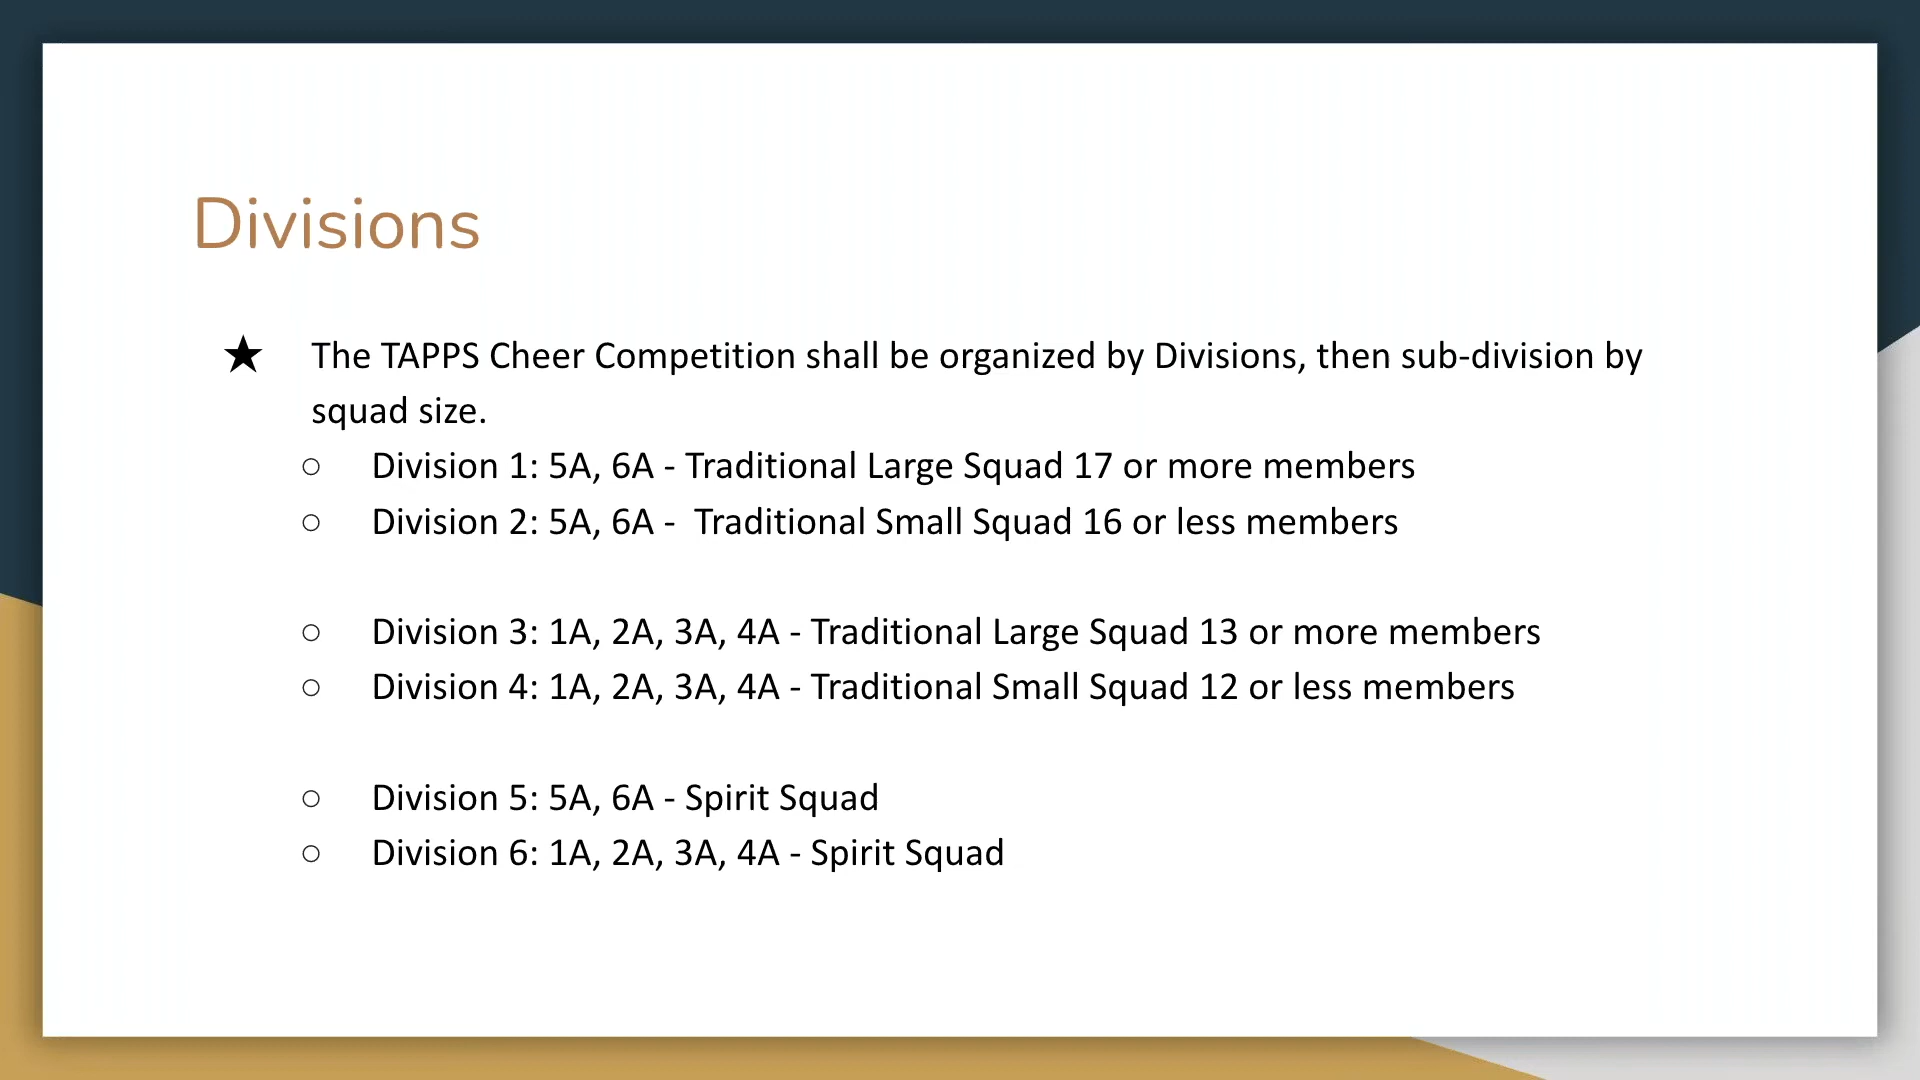 Divisions
★ The TAPPS Cheer Competition shall be organized by Divisions, then sub-division by
squad size.
○ Division 1: 5A, 6A - Traditional Large Squad 17 or more members
○ Division 2: 5A, 6A -  Traditional Small Squad 16 or less members
○ Division 3: 1A, 2A, 3A, 4A - Traditional Large Squad 13 or more members
○ Division 4: 1A, 2A, 3A, 4A - Traditional Small Squad 12 or less members
○ Division 5: 5A, 6A - Spirit Squad
○ Division 6: 1A, 2A, 3A, 4A - Spirit Squad